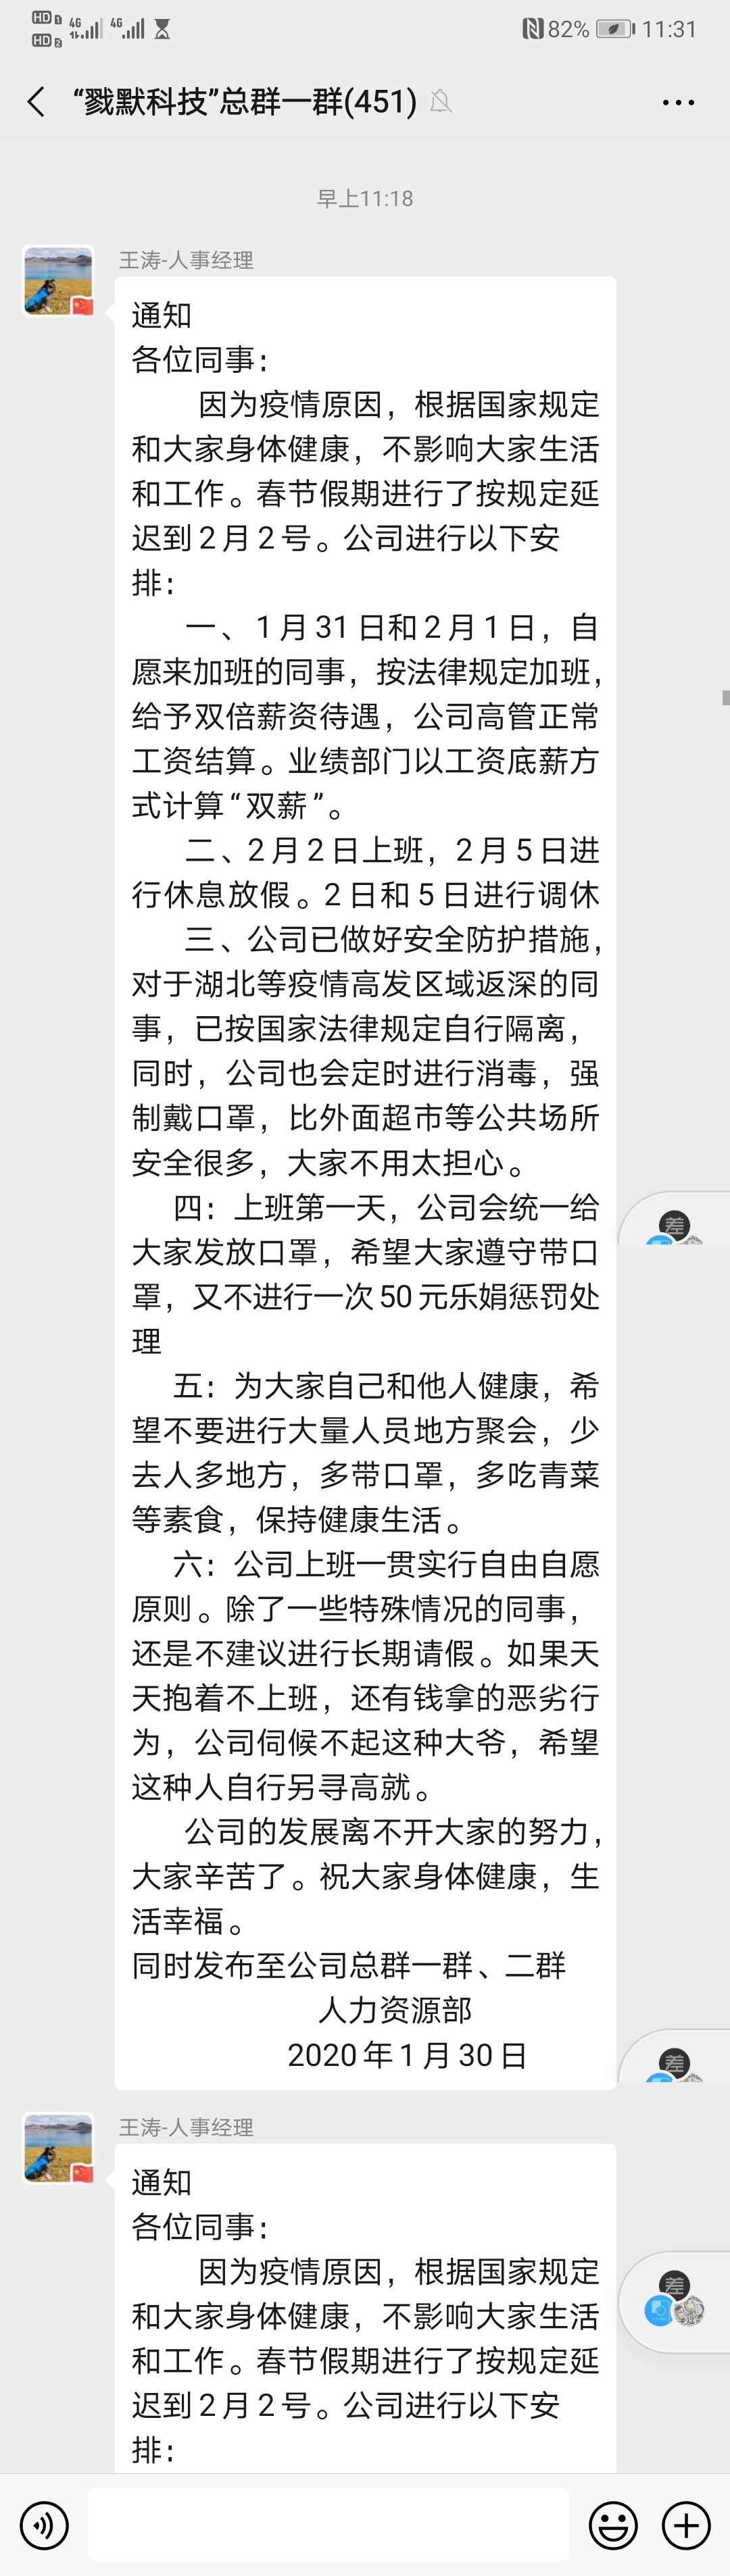 HD 1 4G 4G 82% 11:31
HD 2
“戮默科技”总群一群(451)
早上11:18
王涛-人事经理
通知
各位同事：
因为疫情原因，根据国家规定
和大家身体健康，不影响大家生活
和工作。春节假期进行了按规定延
迟到2月2号。公司进行以下安
排：
一、1月31日和2月1日，自
愿来加班的同事，按法律规定加班，
给予双倍薪资待遇，公司高管正常
工资结算。业绩部门以工资底薪方
式计算“双薪”。
二、2月2日上班，2月5日进
行休息放假。2日和5日进行调休
三、公司已做好安全防护措施，
对于湖北等疫情高发区域返深的同
事，已按国家法律规定自行隔离，
同时，公司也会定时进行消毒，强
制戴口罩，比外面超市等公共场所
安全很多，大家不用太担心。
四：上班第一天，公司会统一给
大家发放口罩，希望大家遵守带口
罩，又不进行一次50元乐娟惩罚处
理
五：为大家自己和他人健康，希
望不要进行大量人员地方聚会，少
去人多地方，多带口罩，多吃青菜
等素食，保持健康生活。
六：公司上班一贯实行自由自愿
原则。除了一些特殊情况的同事，
还是不建议进行长期请假。如果天
天抱着不上班，还有钱拿的恶劣行
为，公司伺候不起这种大爷，希望
这种人自行另寻高就。
公司的发展离不开大家的努力，
大家辛苦了。祝大家身体健康，生
活幸福。
同时发布至公司总群一群、二群
人力资源部
2020年1月30日
差
差
王涛-人事经理
通知
各位同事：
因为疫情原因，根据国家规定
和大家身体健康，不影响大家生活
和工作。春节假期进行了按规定延
迟到2月2号。公司进行以下安
排：
差